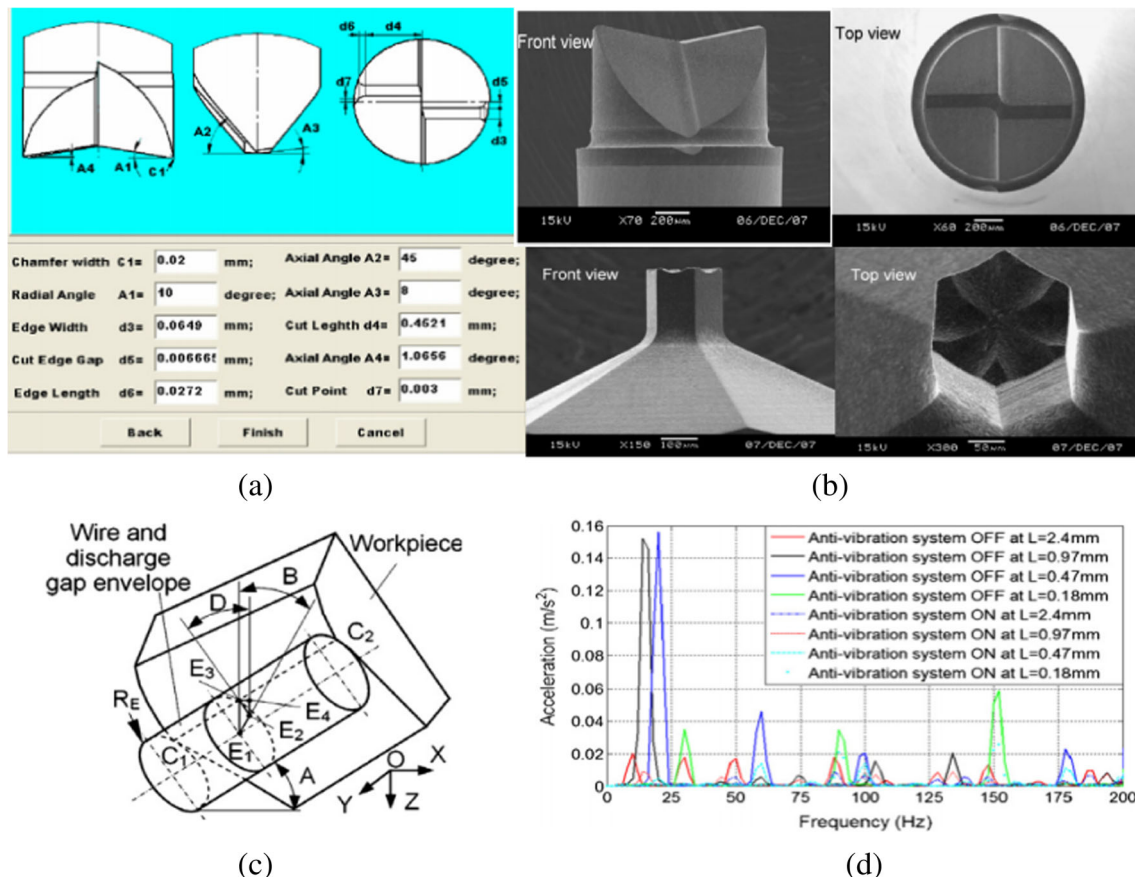 d6
d4
d7
d5
d3
A2
A3
A4
A1
C1
Chamfer width C1= 0.02 mm; Axial Angle A2= 45 degree;
Radial Angle A1= 10 degree; Axial Angle A3= 8 degree;
Edge Width d3= 0.0649 mm; Cut Leghth d4= 0.4521 mm;
Cut Edge Gap d5= 0.006665 mm; Axial Angle A4= 1.0656 degree;
Edge Length d6= 0.0272 mm; Cut Point d7= 0.003 mm;
Back Finish Cancel
(a)
Front view
15kV X70 200µm 06/DEC/07
Top view
15kV X60 200µm 06/DEC/07
Front view
15kV X150 100µm 07/DEC/07
Top view
15kV X300 50µm 07/DEC/07
(b)
Wire and
discharge
gap envelope
Workpiece
B
D
C2
E3
E4
RE
E2
C1
E1
A
O
X
Y
Z
(c)
Acceleration (m/s²)
0.16
0.14
0.12
0.1
0.08
0.06
0.04
0.02
0
Anti-vibration system OFF at L=2.4mm
Anti-vibration system OFF at L=0.97mm
Anti-vibration system OFF at L=0.47mm
Anti-vibration system OFF at L=0.18mm
Anti-vibration system ON at L=2.4mm
Anti-vibration system ON at L=0.97mm
Anti-vibration system ON at L=0.47mm
Anti-vibration system ON at L=0.18mm
0 25 50 75 100 125 150 175 200
Frequency (Hz)
(d)